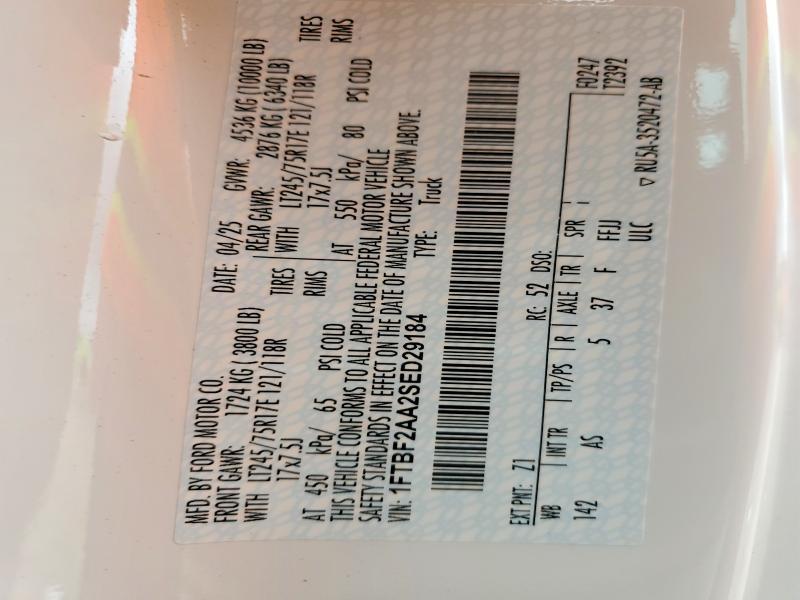 MFD. BY FORD MOTOR CO.
DATE: 04/25 GVWR: 4536 KG (10000 LB)
FRONT GAWR: 1724 KG ( 3800 LB) REAR GAWR: 2876 KG ( 6340 LB)
WITH LT245/75R17E 121/118R TIRES WITH LT245/75R17E 121/118R TIRES
17x7.5J RIMS 17x7.5J RIMS
AT 450 kPa/ 65 PSI COLD AT 550 kPa/ 80 PSI COLD
THIS VEHICLE CONFORMS TO ALL APPLICABLE FEDERAL MOTOR VEHICLE
SAFETY STANDARDS IN EFFECT ON THE DATE OF MANUFACTURE SHOWN ABOVE.
VIN: 1FTBF2AA2SED29184 TYPE: Truck
EXT PNT: Z1 RC: 52 DSO:
WB INT TR TP/PS R AXLE TR SPR F0247
142 AS 5 37 F FFJJ T2392
ULC
▽ RU5A-3520472-AB